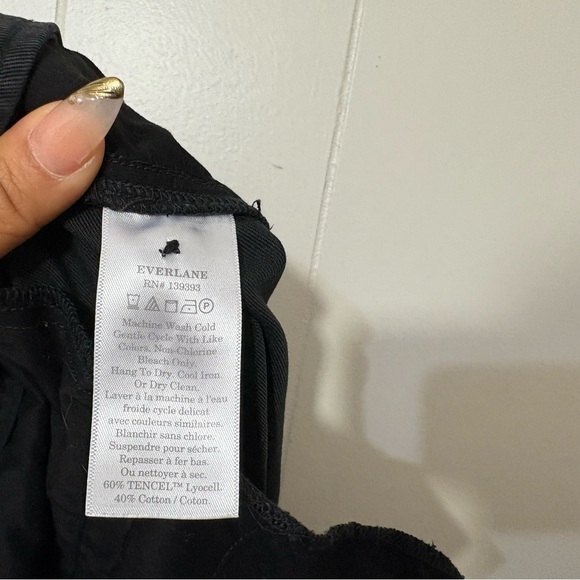 EVERLANE
RN# 139393
Machine Wash Cold
Gentle Cycle With Like
Colors. Non-Chlorine
Bleach Only.
Hang To Dry. Cool Iron.
Or Dry Clean.
Laver à la machine à l'eau
froide cycle delicat
avec couleurs similaires.
Blanchir sans chlore.
Suspendre pour sécher.
Repasser à fer bas.
Ou nettoyer à sec.
60% TENCEL™ Lyocell.
40% Cotton / Coton.